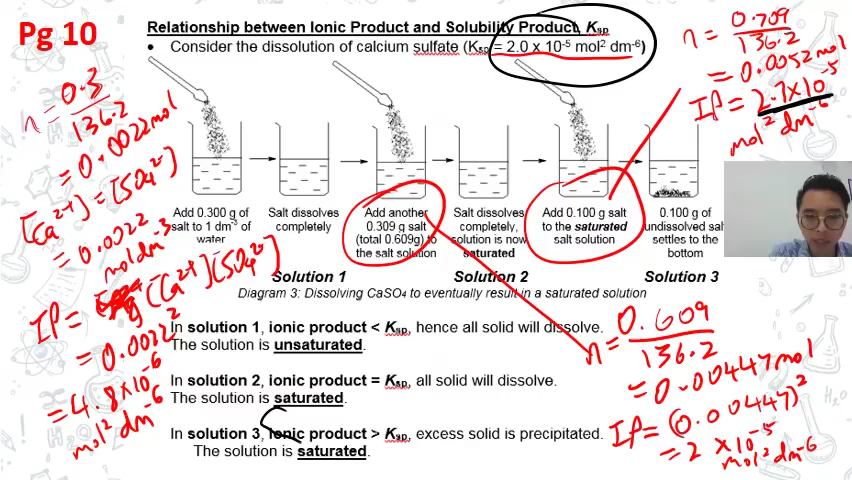 Pg 10
Relationship between Ionic Product and Solubility Product, Ksp
• Consider the dissolution of calcium sulfate (Ksp = 2.0 x 10⁻⁵ mol² dm⁻⁶)
n = 0.3
136.2
= 0.0022 mol
[Ca²⁺] = [SO₄²⁻]
= 0.0022
mol dm⁻³
IP = [Ca²⁺][SO₄²⁻]
= 0.0022²
= 4.8 x 10⁻⁶
mol² dm⁻⁶
n = 0.709
136.2
= 0.0052 mol
IP = 2.7 x 10⁻⁵
mol² dm⁻⁶
Add 0.300 g of
salt to 1 dm⁻³ of
water
Salt dissolves
completely
Add another
0.309 g salt
(total 0.609g) to
the salt solution
Salt dissolves
completely,
solution is now
saturated
Add 0.100 g salt
to the saturated
salt solution
0.100 g of
undissolved salt
settles to the
bottom
Solution 1
Solution 2
Solution 3
Diagram 3: Dissolving CaSO₄ to eventually result in a saturated solution
In solution 1, ionic product < Ksp, hence all solid will dissolve.
The solution is unsaturated.
In solution 2, ionic product = Ksp, all solid will dissolve.
The solution is saturated.
In solution 3, ionic product > Ksp, excess solid is precipitated.
The solution is saturated.
n = 0.609
136.2
= 0.00447 mol
IP = (0.00447)²
= 2 x 10⁻⁵
mol² dm⁻⁶